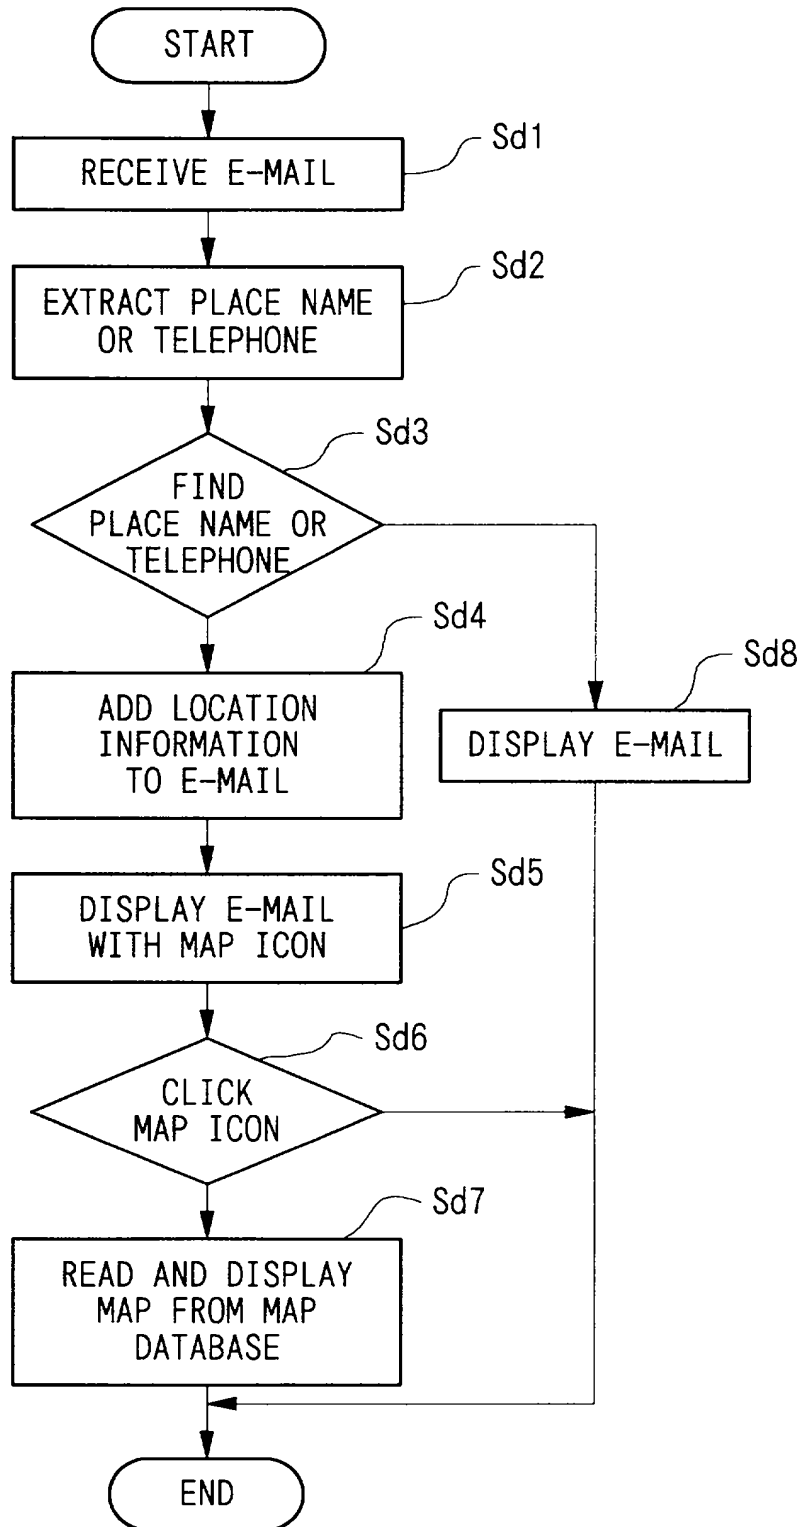 START
Sd1
RECEIVE E-MAIL
Sd2
EXTRACT PLACE NAME
OR TELEPHONE
Sd3
FIND
PLACE NAME OR
TELEPHONE
Sd4
ADD LOCATION
INFORMATION
TO E-MAIL
Sd8
DISPLAY E-MAIL
Sd5
DISPLAY E-MAIL
WITH MAP ICON
Sd6
CLICK
MAP ICON
Sd7
READ AND DISPLAY
MAP FROM MAP
DATABASE
END